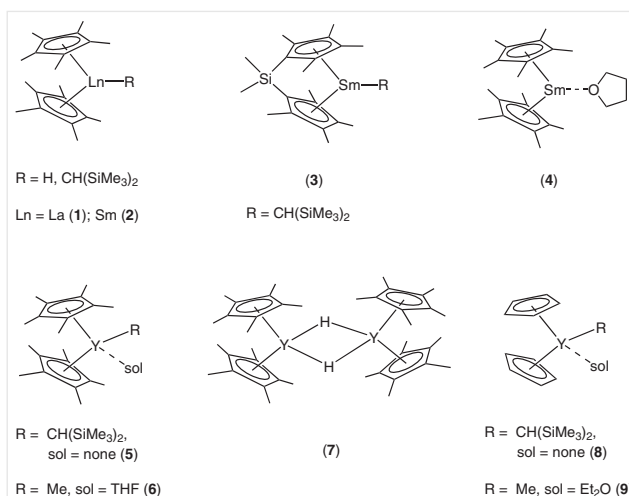 Ln R
Si Sm R
Sm O
R = H, CH(SiMe₃)₂
(3)
(4)
Ln = La (1); Sm (2)
R = CH(SiMe₃)₂
Y R sol
Y H H Y
Y R sol
R = CH(SiMe₃)₂,
sol = none (5)
(7)
R = CH(SiMe₃)₂,
sol = none (8)
R = Me, sol = THF (6)
R = Me, sol = Et₂O (9